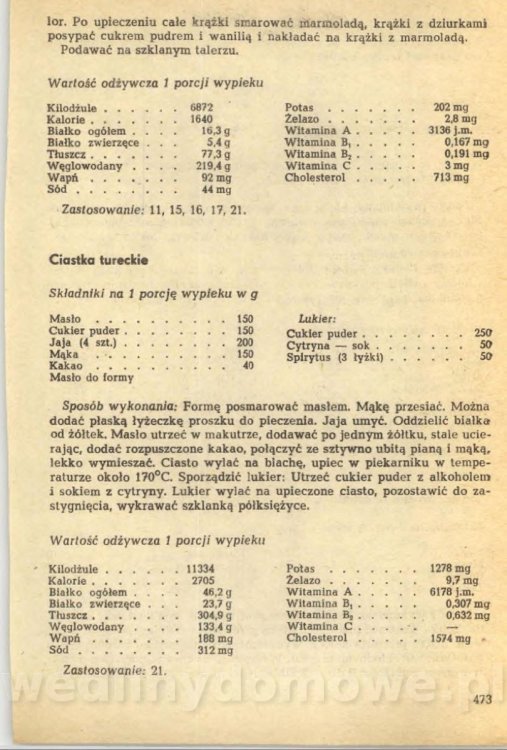 lor. Po upieczeniu całe krążki smarować marmoladą, krążki z dziurkami
posypać cukrem pudrem i wanilią i nakładać na krążki z marmoladą.
Podawać na szklanym talerzu.
Wartość odżywcza 1 porcji wypieku
Kilodżule . . . . . . 6872
Kalorie . . . . . . 1640
Białko ogółem . . . . 16,3 g
Białko zwierzęce . . . 5,4 g
Tłuszcz . . . . . . 77,3 g
Węglowodany . . . . 219,4 g
Wapń . . . . . . 92 mg
Sód . . . . . . . 44 mg
Potas . . . . . . . 202 mg
Żelazo . . . . . . . 2,8 mg
Witamina A . . . . . 3136 j.m.
Witamina B₁ . . . . . 0,167 mg
Witamina B₂ . . . . . 0,191 mg
Witamina C . . . . . 3 mg
Cholesterol . . . . . 713 mg
Zastosowanie: 11, 15, 16, 17, 21.
Ciastka tureckie
Składniki na 1 porcję wypieku w g
Masło . . . . . . . . . 150
Cukier puder . . . . . . . 150
Jaja (4 szt.) . . . . . . . 200
Mąka . . . . . . . . . 150
Kakao . . . . . . . . . 40
Masło do formy
Lukier:
Cukier puder . . . . . . . 250
Cytryna — sok . . . . . . 50
Spirytus (3 łyżki) . . . . . 50
Sposób wykonania: Formę posmarować masłem. Mąkę przesiać. Można
dodać płaską łyżeczkę proszku do pieczenia. Jaja umyć. Oddzielić białka
od żółtek. Masło utrzeć w makutrze, dodawać po jednym żółtku, stale ucie-
rając, dodać rozpuszczone kakao, połączyć ze sztywno ubitą pianą i mąką,
lekko wymieszać. Ciasto wylać na blachę, upiec w piekarniku w tempe-
raturze około 170°C. Sporządzić lukier: Utrzeć cukier puder z alkoholem
i sokiem z cytryny. Lukier wylać na upieczone ciasto, pozostawić do za-
stygnięcia, wykrawać szklanką półksiężyce.
Wartość odżywcza 1 porcji wypieku
Kilodżule . . . . . . 11334
Kalorie . . . . . . 2705
Białko ogółem . . . . 46,2 g
Białko zwierzęce . . . 23,7 g
Tłuszcz . . . . . . 304,9 g
Węglowodany . . . . 133,4 g
Wapń . . . . . . 188 mg
Sód . . . . . . . 312 mg
Potas . . . . . . . 1278 mg
Żelazo . . . . . . . 9,7 mg
Witamina A . . . . . 6178 j.m.
Witamina B₁ . . . . . 0,307 mg
Witamina B₂ . . . . . 0,632 mg
Witamina C . . . . . —
Cholesterol . . . . . 1574 mg
Zastosowanie: 21.
wedlinydomowe.pl
473